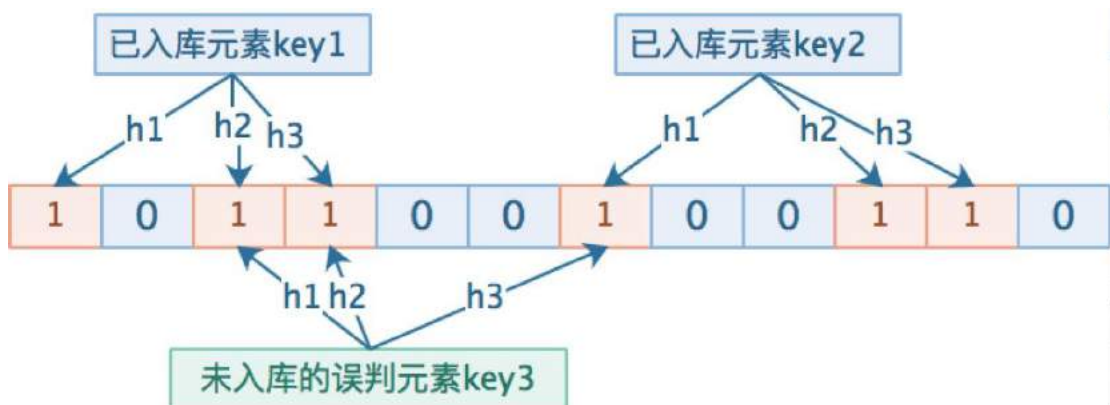 已入库元素key1 已入库元素key2
h1 h2 h3 h1 h2 h3
1 0 1 1 0 0 1 0 0 1 1 0
h1 h2 h3
未入库的误判元素key3